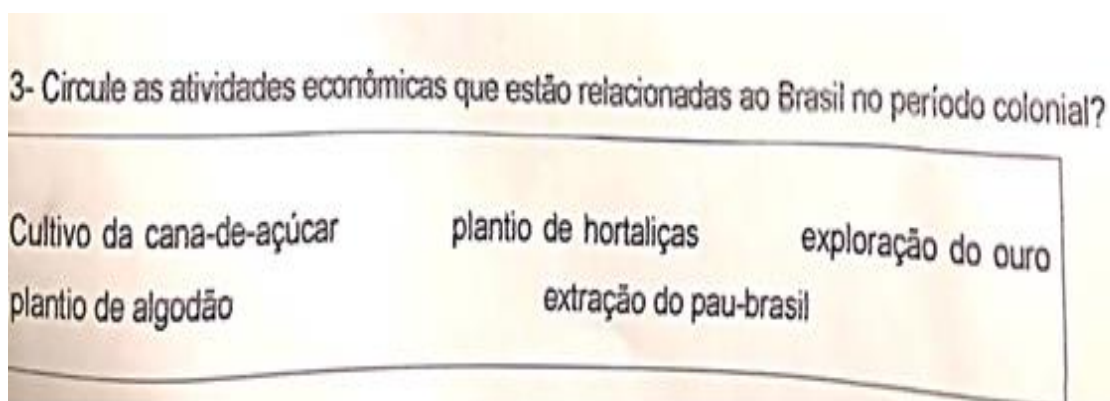 3- Circule as atividades econômicas que estão relacionadas ao Brasil no período colonial?
Cultivo da cana-de-açúcar plantio de hortaliças exploração do ouro
plantio de algodão extração do pau-brasil